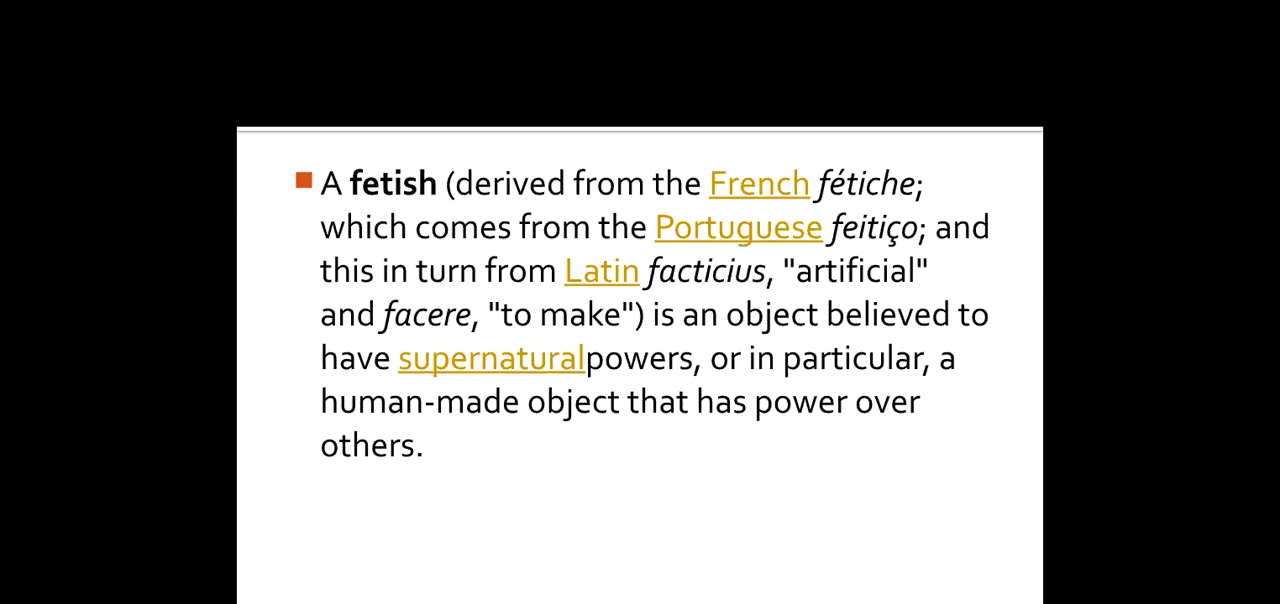 A fetish (derived from the French fétiche;
which comes from the Portuguese feitiço; and
this in turn from Latin facticius, "artificial"
and facere, "to make") is an object believed to
have supernaturalpowers, or in particular, a
human-made object that has power over
others.